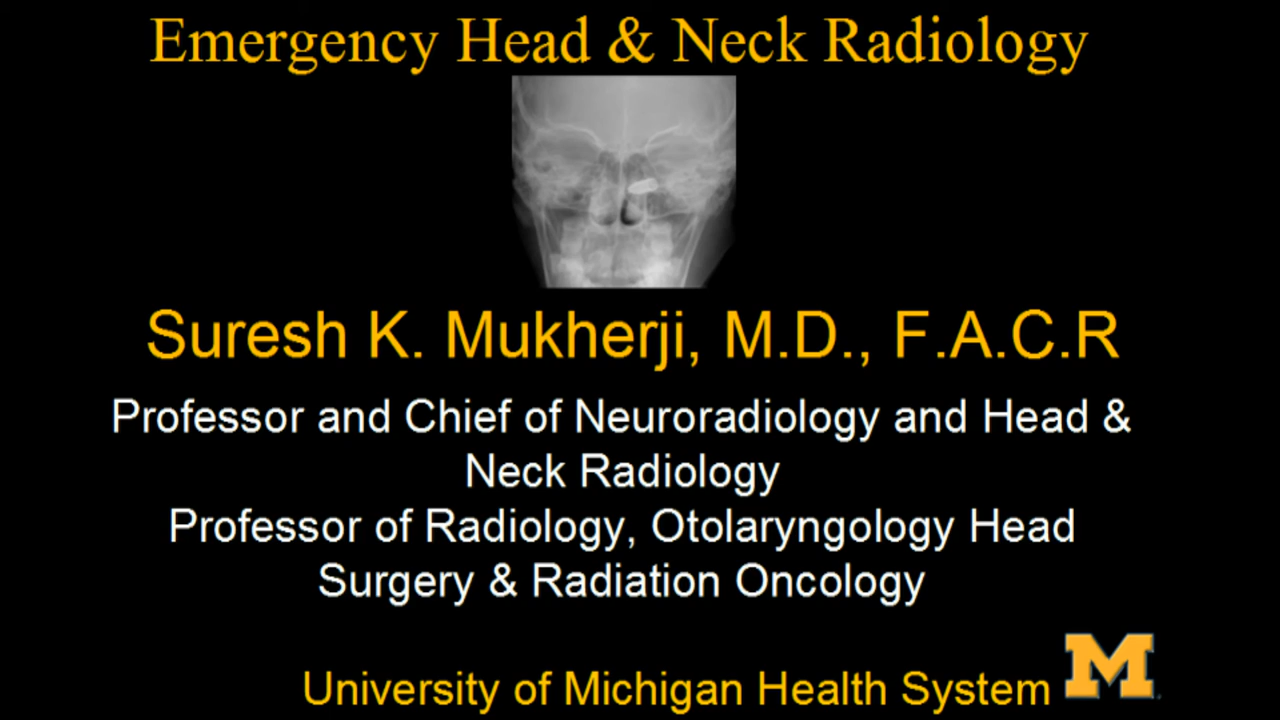 Emergency Head & Neck Radiology
Suresh K. Mukherji, M.D., F.A.C.R
Professor and Chief of Neuroradiology and Head &
Neck Radiology
Professor of Radiology, Otolaryngology Head
Surgery & Radiation Oncology
University of Michigan Health System
M